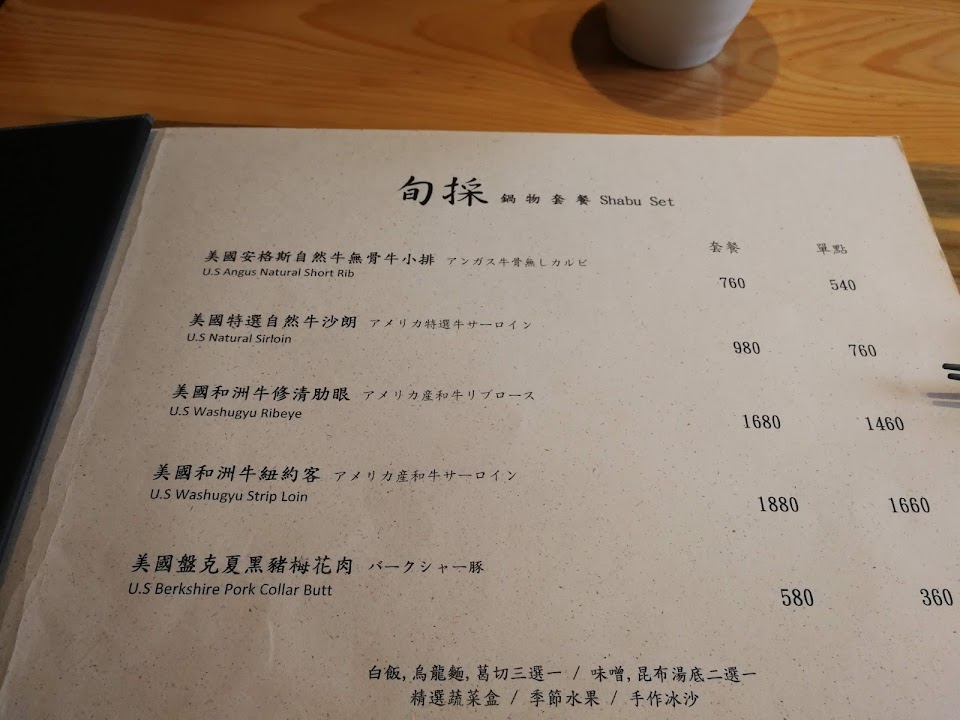 旬採 鍋物套餐 Shabu Set
套餐 單點
美國安格斯自然牛無骨牛小排 アンガス牛骨無しカルビ
U.S Angus Natural Short Rib
760 540
美國特選自然牛沙朗 アメリカ特選牛サーロイン
U.S Natural Sirloin
980 760
美國和洲牛修清肋眼 アメリカ産和牛リブロース
U.S Washugyu Ribeye
1680 1460
美國和洲牛紐約客 アメリカ産和牛サーロイン
U.S Washugyu Strip Loin
1880 1660
美國盤克夏黑豬梅花肉 バークシャー豚
U.S Berkshire Pork Collar Butt
580 360
白飯, 烏龍麵, 葛切三選一 / 味噌, 昆布湯底二選一
精選蔬菜盒 / 季節水果 / 手作冰沙